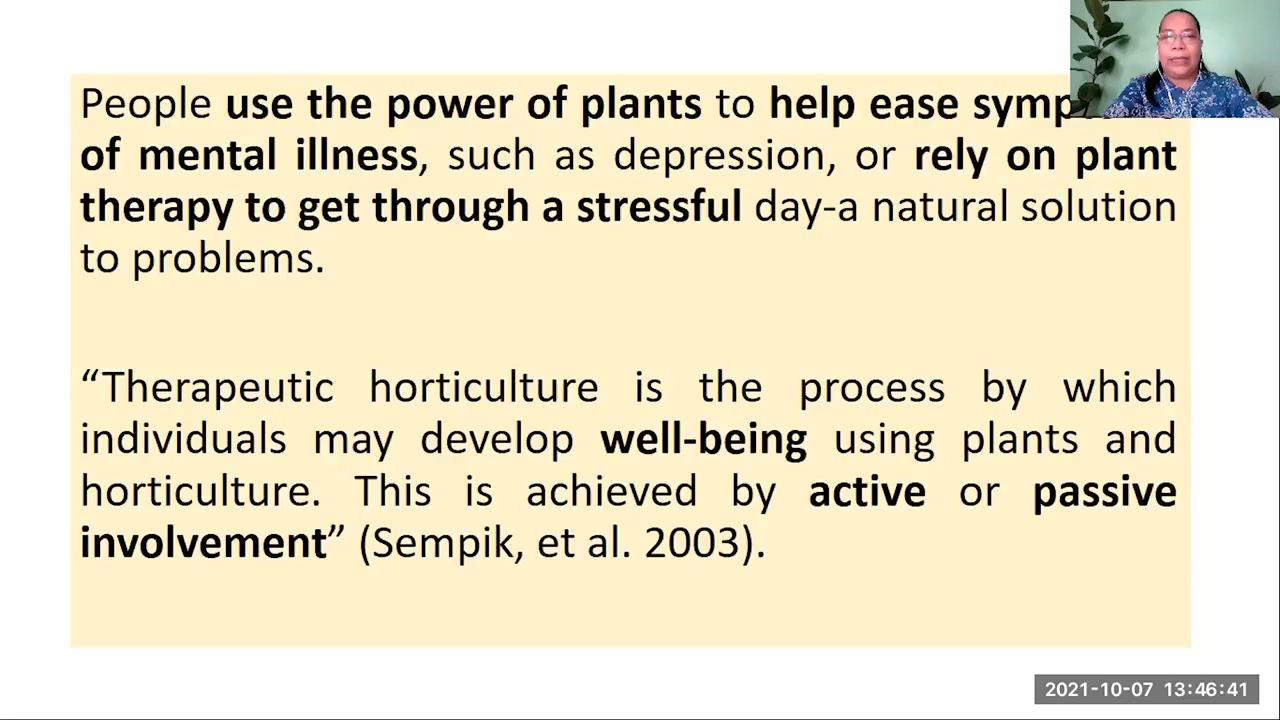 People use the power of plants to help ease symp
of mental illness, such as depression, or rely on plant
therapy to get through a stressful day-a natural solution
to problems.
“Therapeutic horticulture is the process by which
individuals may develop well-being using plants and
horticulture. This is achieved by active or passive
involvement” (Sempik, et al. 2003).
2021-10-07 13:46:41